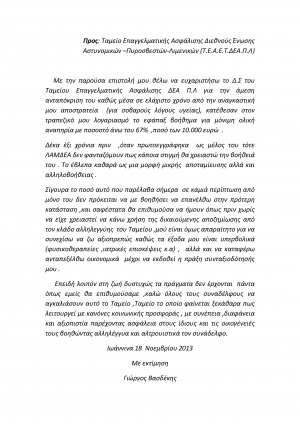 Προς: Ταμείο Επαγγελματικής Ασφάλισης Διεθνούς Ένωσης
Αστυνομικών –Πυροσβεστών-Λιμενικών (Τ.Ε.Α.Ε.Τ.ΔΕΑ.Π.Λ)
Με την παρούσα επιστολή μου θέλω να ευχαριστήσω το Δ.Σ του
Ταμείου Επαγγελματικής Ασφάλισης ΔΕΑ Π.Λ για την άμεση
ανταπόκριση του καθώς μέσα σε ελάχιστο χρόνο από την αναγκαστική
μου αποστρατεία (για σοβαρούς λόγους υγείας), κατέθεσαν στον
τραπεζικό μου λογαριασμό το εφάπαξ βοήθημα για μόνιμη ολική
αναπηρία με ποσοστό άνω του 67% ,ποσό των 10.000 ευρώ .
Δέκα έξι χρόνια πριν ,όταν πρωτοεγγράφηκα ως μέλος του τότε
ΛΑΜΔΕΑ δεν φανταζόμουν πως κάποια στιγμή θα χρειαστώ την βοήθειά
του . Το έβλεπα καθαρά ως μια μορφή μικρής αποταμίευσης αλλά και
αλληλοβοήθειας .
Σίγουρα το ποσό αυτό που παρέλαβα σήμερα σε καμιά περίπτωση από
μόνο του δεν πρόκειται να με βοηθήσει να επανέλθω στην πρότερη
κατάσταση ,και σαφέστατα θα επιθυμούσα να ήμουν όπως πριν χωρίς
να είχε χρειαστεί να κάνω χρήση της δικαιούμενης αποζημίωσης από
τον κλάδο αλληλεγγύης του Ταμείου ,μού είναι όμως απαραίτητο για να
συνεχίσω να ζω αξιοπρεπώς καθώς τα έξοδα μου είναι υπερβολικά
(φυσικοθεραπείες ,ιατρικές επισκέψεις κ.α) , αλλά και να καταφέρω
ανταπεξέλθω οικονομικά μέχρι να εκδοθεί η πράξη συνταξιοδότησής
μου .
Επειδή λοιπόν στη ζωή δυστυχώς τα πράγματα δεν έρχονται πάντα
όπως εμείς θα επιθυμούσαμε ,καλώ όλους τους συναδέλφους να
αγκαλιάσουν αυτό το Ταμείο ,Ταμείο το οποίο φαίνεται ξεκάθαρα πως
λειτουργεί με κανόνες κοινωνικής προσφοράς , με συνέπεια ,διαφάνεια
και αξιοπιστία παρέχοντας ασφάλεια στους ίδιους και τις οικογένειές
τους βοηθώντας αλληλέγγυα και αλτρουιστικά τον συνάδελφο.
Ιωάννινα 18 Νοεμβρίου 2013
Με εκτίμηση
Γιώργος Βασδέκης